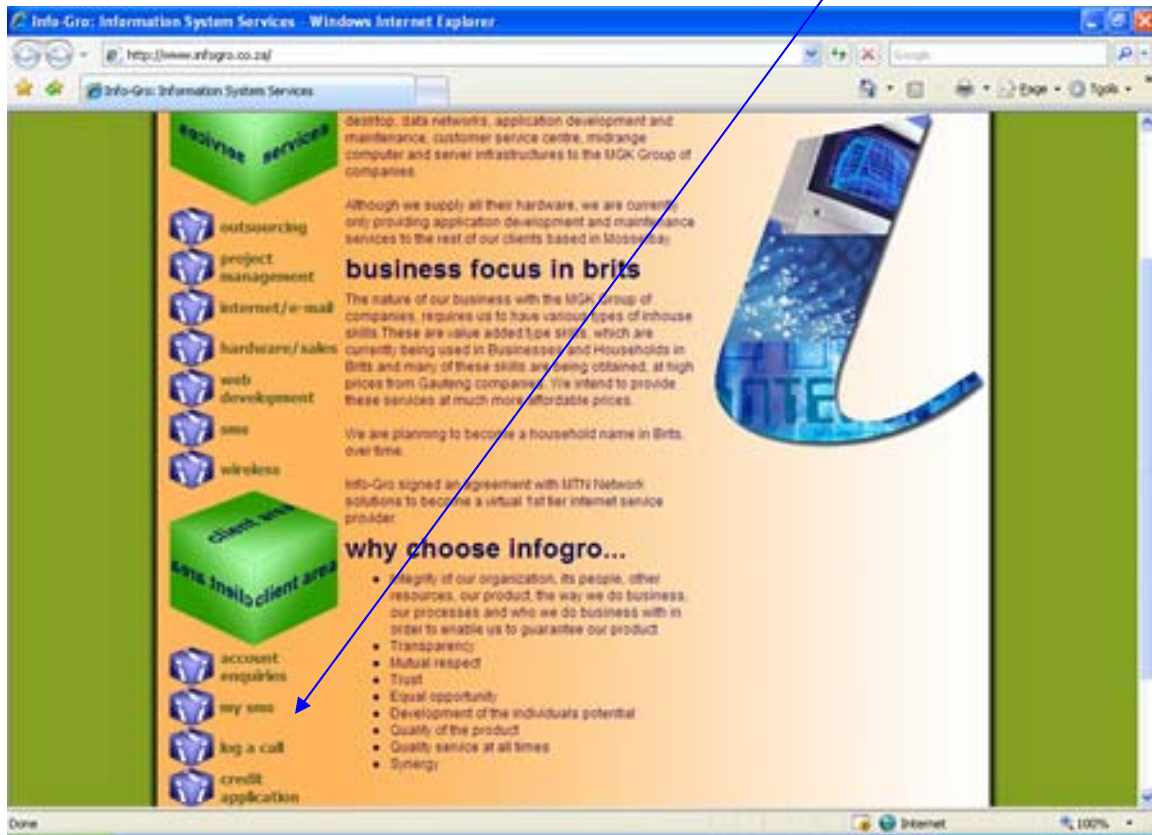 Info-Gro: Information System Services - Windows Internet Explorer
http://www.infogro.co.za/
Google
Info-Gro: Information System Services
Page
Tools
services services
outsourcing
project
management
internet/e-mail
hardware/sales
web
development
sms
wireless
client area
client area client area
account
enquiries
my sms
log a call
credit
application
desktop, data networks, application development and
maintenance, customer service centre, midrange
computer and server infrastructures to the MGK Group of
companies.
Although we supply all their hardware, we are currently
only providing application development and maintenance
services to the rest of our clients based in Mosselbay.
business focus in brits
The nature of our business with the MGK Group of
companies, requires us to have various types of inhouse
skills.These are value added type skills, which are
currently being used in Businesses and Households in
Brits and many of these skills are being obtained, at high
prices from Gauteng companies. We intend to provide
these services at much more affordable prices.
We are planning to become a household name in Brits,
over time.
Info-Gro signed an agreement with MTN Network
solutions to become a virtual 1st tier internet service
provider.
why choose infogro...
Integrity of our organization, its people, other
resources, our product, the way we do business,
our processes and who we do business with in
order to enable us to guarantee our product
Transparency
Mutual respect
Trust
Equal opportunity
Development of the individuals potential
Quality of the product
Quality service at all times
Synergy
INTE
Done
Internet
100%